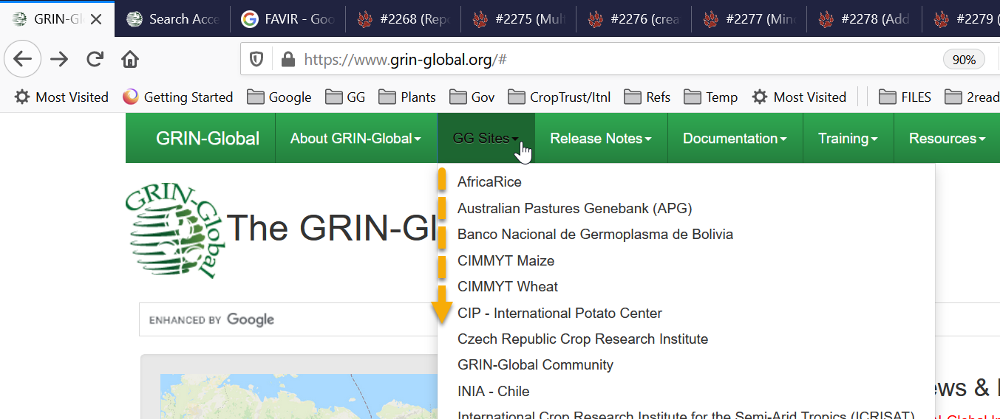 GRIN-Gl
Search Acce
FAVIR - Goo
#2268 (Repo
#2275 (Mult
#2276 (crea
#2277 (Mine
#2278 (Add
#2279 (
https://www.grin-global.org/#
90%
Most Visited
Getting Started
Google
GG
Plants
Gov
CropTrust/Itnl
Refs
Temp
Most Visited
FILES
2read
GRIN-Global
About GRIN-Global
GG Sites
Release Notes
Documentation
Training
Resources
AfricaRice
Australian Pastures Genebank (APG)
Banco Nacional de Germoplasma de Bolivia
CIMMYT Maize
CIMMYT Wheat
CIP - International Potato Center
Czech Republic Crop Research Institute
GRIN-Global Community
INIA - Chile
International Crop Research Institute for the Semi-Arid Tropics (ICRISAT)
GRIN-Global
The GRIN-Gl
ENHANCED BY Google
ews &